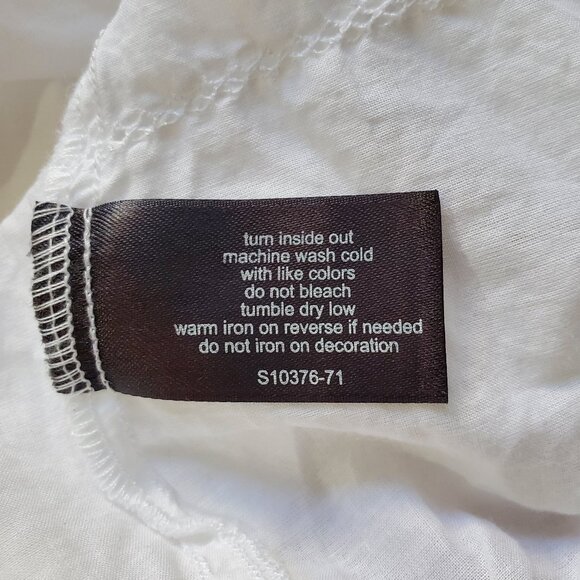 turn inside out
machine wash cold
with like colors
do not bleach
tumble dry low
warm iron on reverse if needed
do not iron on decoration
S10376-71